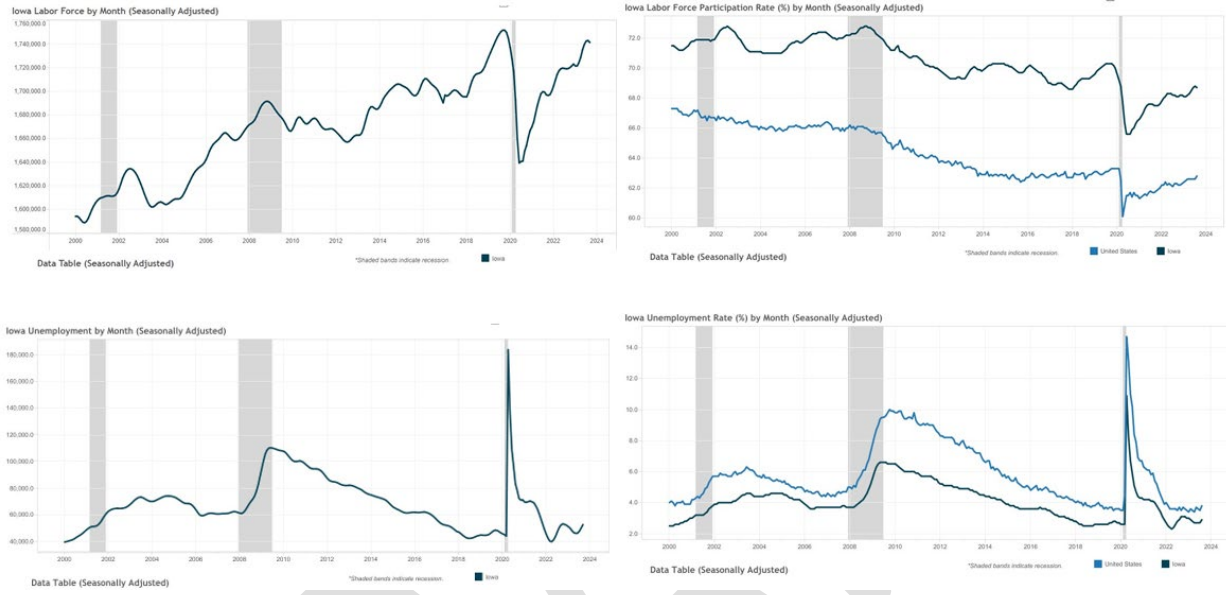 Iowa Labor Force by Month (Seasonally Adjusted)
1,760,000.0
1,740,000.0
1,720,000.0
1,700,000.0
1,680,000.0
1,660,000.0
1,640,000.0
1,620,000.0
1,600,000.0
1,580,000.0
2000 2002 2004 2006 2008 2010 2012 2014 2016 2018 2020 2022 2024
Data Table (Seasonally Adjusted)
*Shaded bands indicate recession.
Iowa
Iowa Labor Force Participation Rate (%) by Month (Seasonally Adjusted)
72.0
70.0
68.0
66.0
64.0
62.0
60.0
2000 2002 2004 2006 2008 2010 2012 2014 2016 2018 2020 2022 2024
Data Table (Seasonally Adjusted)
*Shaded bands indicate recession.
United States Iowa
Iowa Unemployment by Month (Seasonally Adjusted)
180,000.0
160,000.0
140,000.0
120,000.0
100,000.0
80,000.0
60,000.0
40,000.0
2000 2002 2004 2006 2008 2010 2012 2014 2016 2018 2020 2022 2024
Data Table (Seasonally Adjusted)
*Shaded bands indicate recession.
Iowa
Iowa Unemployment Rate (%) by Month (Seasonally Adjusted)
14.0
12.0
10.0
8.0
6.0
4.0
2.0
2000 2002 2004 2006 2008 2010 2012 2014 2016 2018 2020 2022 2024
Data Table (Seasonally Adjusted)
*Shaded bands indicate recession.
United States Iowa